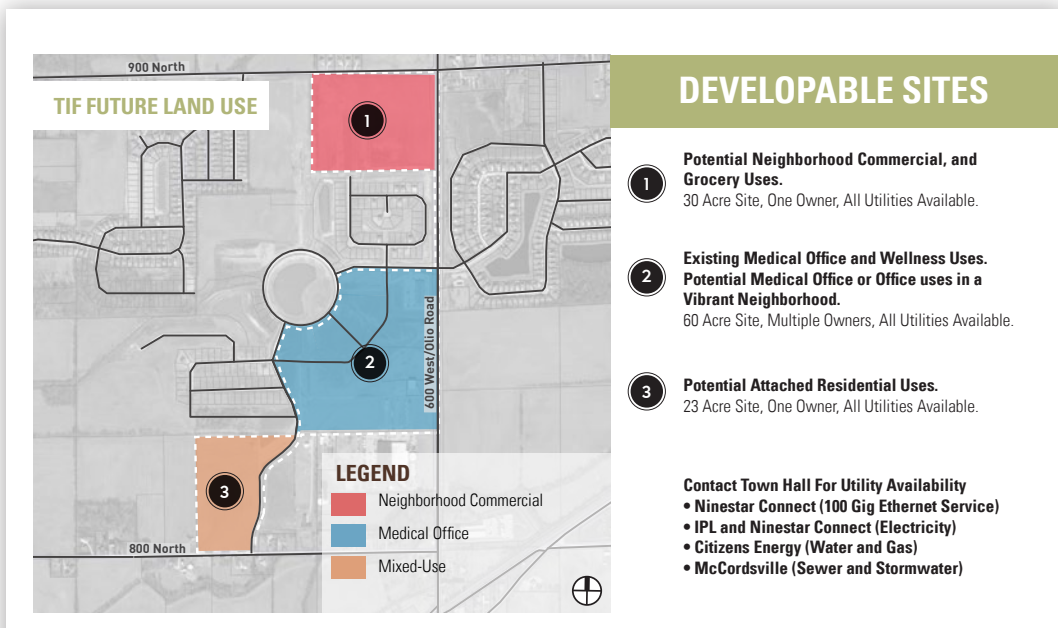 900 North
TIF FUTURE LAND USE
1
2
600 West/Olio Road
3
800 North
LEGEND
Neighborhood Commercial
Medical Office
Mixed-Use
DEVELOPABLE SITES
1
Potential Neighborhood Commercial, and
Grocery Uses.
30 Acre Site, One Owner, All Utilities Available.
2
Existing Medical Office and Wellness Uses.
Potential Medical Office or Office uses in a
Vibrant Neighborhood.
60 Acre Site, Multiple Owners, All Utilities Available.
3
Potential Attached Residential Uses.
23 Acre Site, One Owner, All Utilities Available.
Contact Town Hall For Utility Availability
• Ninestar Connect (100 Gig Ethernet Service)
• IPL and Ninestar Connect (Electricity)
• Citizens Energy (Water and Gas)
• McCordsville (Sewer and Stormwater)